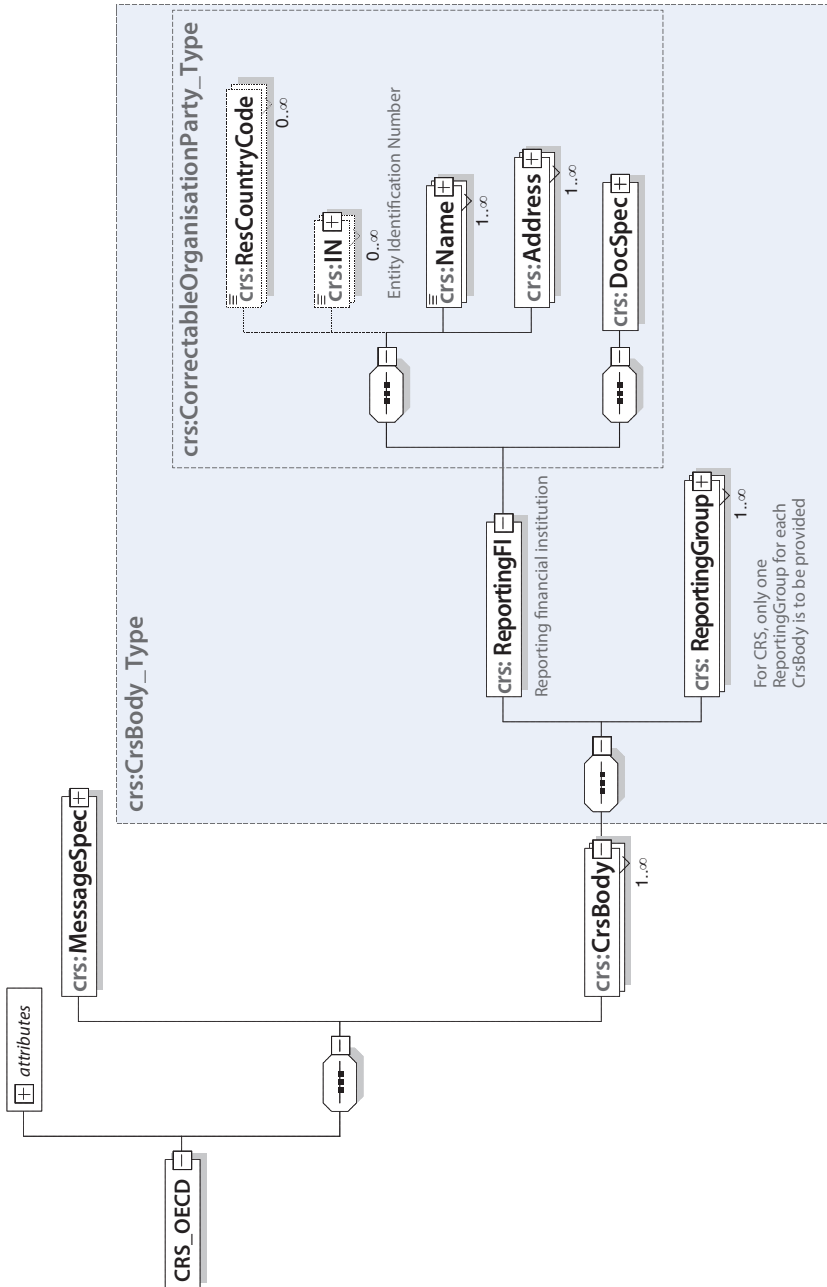 CRS_OECD
attributes
crs:MessageSpec
crs:CrsBody
1..∞
crs:CrsBody_Type
crs: ReportingFI
Reporting financial institution
crs: ReportingGroup
1..∞
For CRS, only one
ReportingGroup for each
CrsBody is to be provided
crs:CorrectableOrganisationParty_Type
crs:ResCountryCode
0..∞
crs:IN
0..∞
Entity Identification Number
crs:Name
1..∞
crs:Address
1..∞
crs: DocSpec